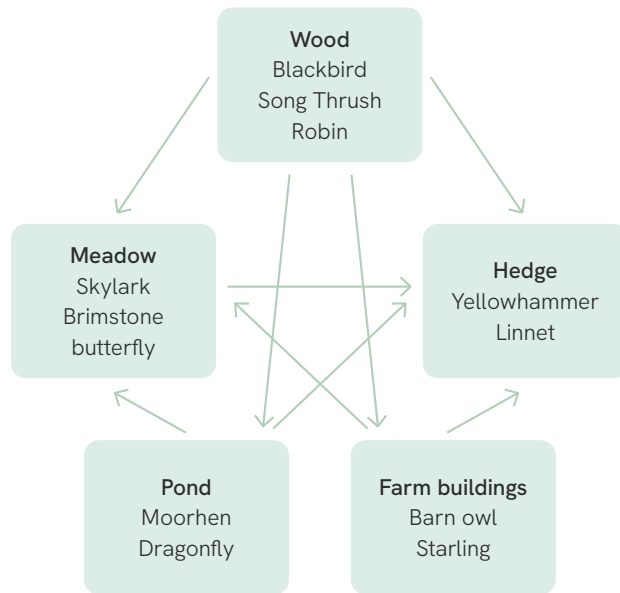 Wood
Blackbird
Song Thrush
Robin
Meadow
Skylark
Brimstone
butterfly
Hedge
Yellowhammer
Linnet
Pond
Moorhen
Dragonfly
Farm buildings
Barn owl
Starling